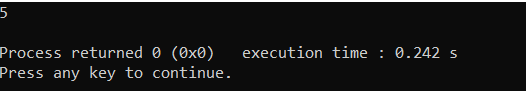 5
Process returned 0 (0x0)   execution time : 0.242 s
Press any key to continue.